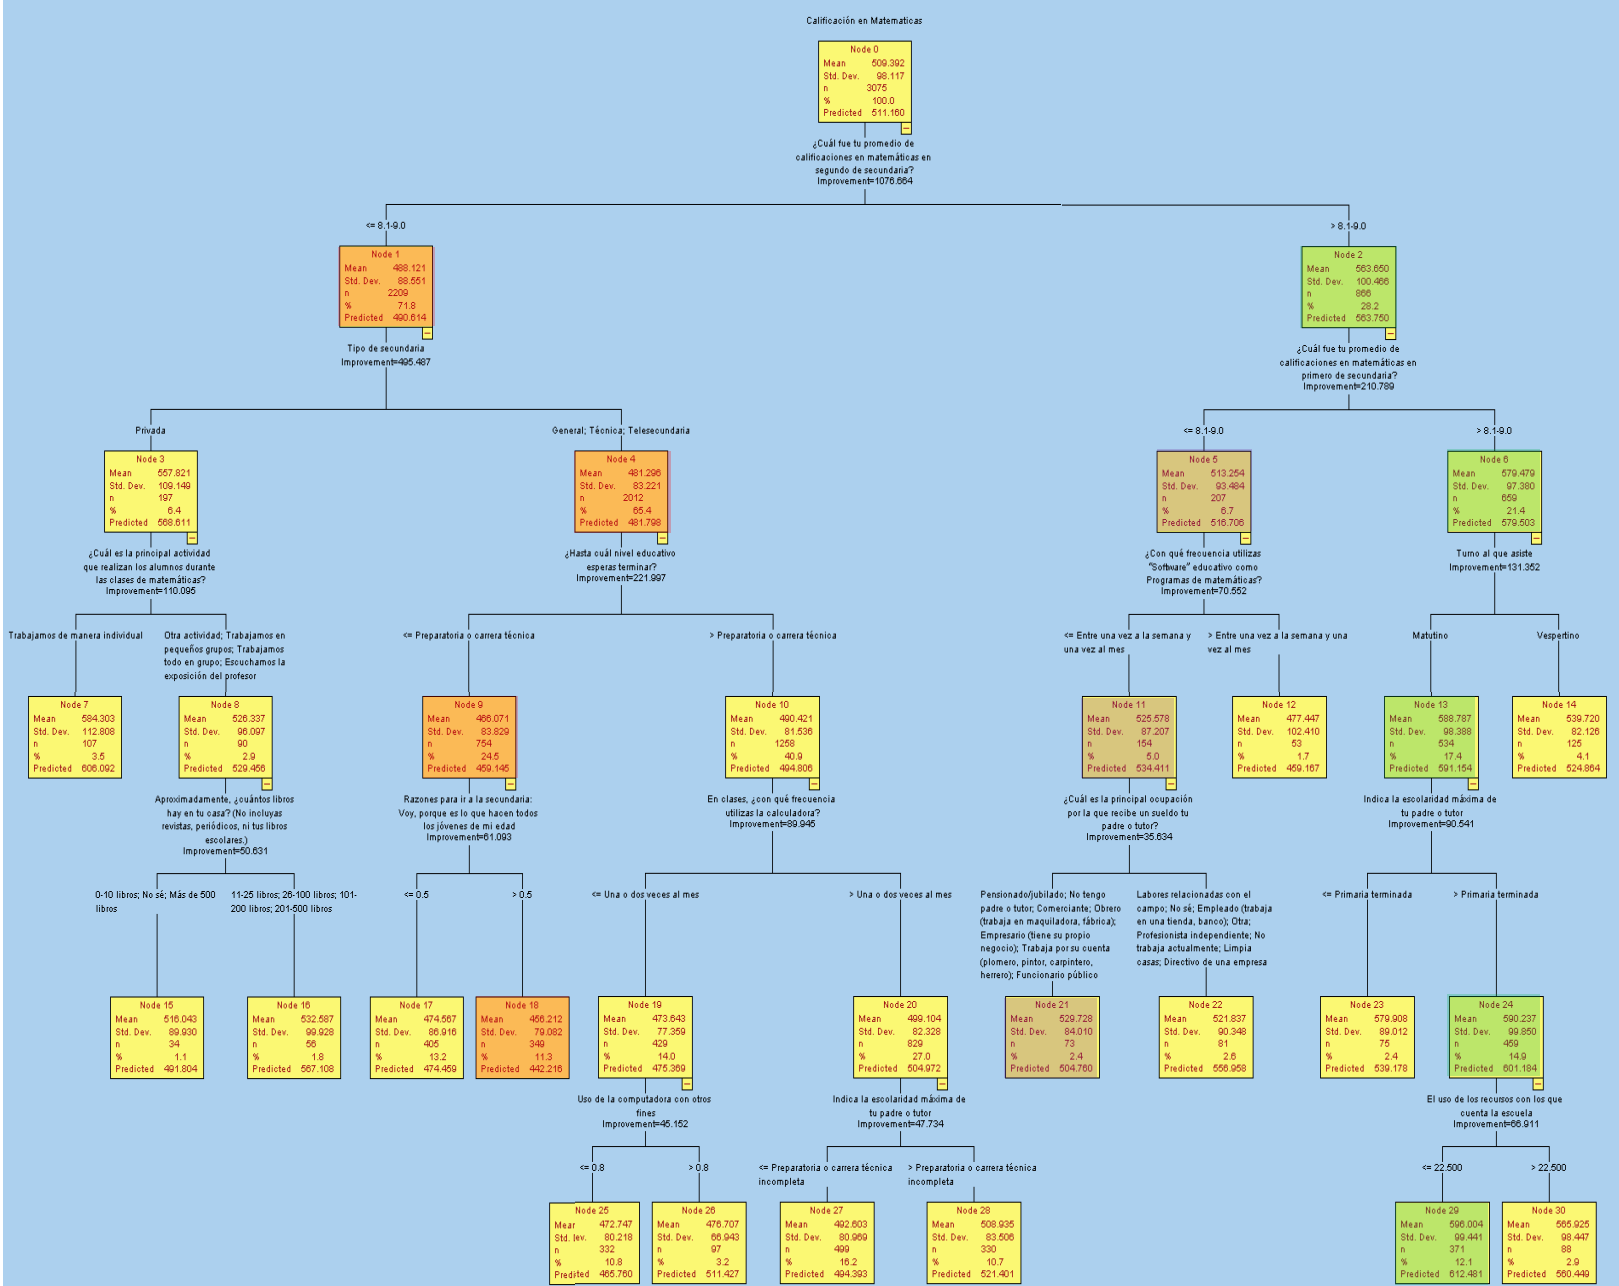 Calificación en Matematicas
Node 0
Mean 509.392
Std. Dev. 98.117
n 3075
% 100.0
Predicted 511.160
¿Cuál fue tu promedio de
calificaciones en matemáticas en
segundo de secundaria?
Improvement=1076.664
<= 8.1-9.0
> 8.1-9.0
Node 1
Mean 488.121
Std. Dev. 88.551
n 2209
% 71.8
Predicted 490.614
Node 2
Mean 563.650
Std. Dev. 100.466
n 866
% 28.2
Predicted 563.750
Tipo de secundaria
Improvement=495.487
¿Cuál fue tu promedio de
calificaciones en matemáticas en
primero de secundaria?
Improvement=210.789
Privada
General; Técnica; Telesecundaria
<= 8.1-9.0
> 8.1-9.0
Node 3
Mean 557.821
Std. Dev. 109.149
n 197
% 6.4
Predicted 568.611
Node 4
Mean 481.296
Std. Dev. 83.221
n 2012
% 65.4
Predicted 481.798
Node 5
Mean 513.254
Std. Dev. 93.484
n 207
% 6.7
Predicted 516.706
Node 6
Mean 579.479
Std. Dev. 97.380
n 659
% 21.4
Predicted 579.503
¿Cuál es la principal actividad
que realizan los alumnos durante
las clases de matemáticas?
Improvement=110.095
¿Hasta cuál nivel educativo
esperas terminar?
Improvement=221.997
¿Con qué frecuencia utilizas
"Software" educativo como
Programas de matemáticas?
Improvement=70.552
Turno al que asiste
Improvement=131.352
Trabajamos de manera individual
Otra actividad; Trabajamos en
pequeños grupos; Trabajamos
todo en grupo; Escuchamos la
exposición del profesor
<= Preparatoria o carrera técnica
> Preparatoria o carrera técnica
<= Entre una vez a la semana y
una vez al mes
> Entre una vez a la semana y una
vez al mes
Matutino
Vespertino
Node 7
Mean 584.303
Std. Dev. 112.808
n 107
% 3.5
Predicted 606.092
Node 8
Mean 526.337
Std. Dev. 96.097
n 90
% 2.9
Predicted 529.456
Node 9
Mean 466.071
Std. Dev. 83.829
n 754
% 24.5
Predicted 459.145
Node 10
Mean 490.421
Std. Dev. 81.536
n 1258
% 40.9
Predicted 494.806
Node 11
Mean 525.578
Std. Dev. 87.207
n 154
% 5.0
Predicted 534.411
Node 12
Mean 477.447
Std. Dev. 102.410
n 53
% 1.7
Predicted 459.167
Node 13
Mean 588.787
Std. Dev. 98.388
n 534
% 17.4
Predicted 591.154
Node 14
Mean 539.720
Std. Dev. 82.126
n 125
% 4.1
Predicted 524.864
Aproximadamente, ¿cuántos libros
hay en tu casa? (No incluyas
revistas, periódicos, ni tus libros
escolares.)
Improvement=50.631
Razones para ir a la secundaria:
Voy, porque es lo que hacen todos
los jóvenes de mi edad
Improvement=61.093
En clases, ¿con qué frecuencia
utilizas la calculadora?
Improvement=89.945
¿Cuál es la principal ocupación
por la que recibe un sueldo tu
padre o tutor?
Improvement=35.634
Indica la escolaridad máxima de
tu padre o tutor
Improvement=90.541
0-10 libros; No sé; Más de 500
libros
11-25 libros; 26-100 libros; 101-
200 libros; 201-500 libros
<= 0.5
> 0.5
<= Una o dos veces al mes
> Una o dos veces al mes
Pensionado/jubilado; No tengo
padre o tutor; Comerciante; Obrero
(trabaja en maquiladora, fábrica);
Empresario (tiene su propio
negocio); Trabaja por su cuenta
(plomero, pintor, carpintero,
herrero); Funcionario público
Labores relacionadas con el
campo; No sé; Empleado (trabaja
en una tienda, banco); Otra;
Profesionista independiente; No
trabaja actualmente; Limpia
casas; Directivo de una empresa
<= Primaria terminada
> Primaria terminada
Node 15
Mean 516.043
Std. Dev. 89.930
n 34
% 1.1
Predicted 491.804
Node 16
Mean 532.587
Std. Dev. 99.928
n 56
% 1.8
Predicted 567.108
Node 17
Mean 474.567
Std. Dev. 86.916
n 405
% 13.2
Predicted 474.459
Node 18
Mean 456.212
Std. Dev. 79.082
n 349
% 11.3
Predicted 442.216
Node 19
Mean 473.643
Std. Dev. 77.359
n 429
% 14.0
Predicted 475.369
Node 20
Mean 499.104
Std. Dev. 82.328
n 829
% 27.0
Predicted 504.972
Node 21
Mean 529.728
Std. Dev. 84.010
n 73
% 2.4
Predicted 504.760
Node 22
Mean 521.837
Std. Dev. 90.348
n 81
% 2.6
Predicted 556.958
Node 23
Mean 579.908
Std. Dev. 89.012
n 75
% 2.4
Predicted 539.178
Node 24
Mean 590.237
Std. Dev. 99.850
n 459
% 14.9
Predicted 601.184
Uso de la computadora con otros
fines
Improvement=45.152
Indica la escolaridad máxima de
tu padre o tutor
Improvement=47.734
El uso de los recursos con los que
cuenta la escuela
Improvement=66.911
<= 0.8
> 0.8
<= Preparatoria o carrera técnica
incompleta
> Preparatoria o carrera técnica
incompleta
<= 22.500
> 22.500
Node 25
Mean 472.747
Std. Dev. 80.218
n 332
% 10.8
Predicted 465.760
Node 26
Mean 476.707
Std. Dev. 66.943
n 97
% 3.2
Predicted 511.427
Node 27
Mean 492.603
Std. Dev. 80.969
n 499
% 16.2
Predicted 494.393
Node 28
Mean 508.935
Std. Dev. 83.506
n 330
% 10.7
Predicted 521.401
Node 29
Mean 596.004
Std. Dev. 99.441
n 371
% 12.1
Predicted 612.481
Node 30
Mean 565.925
Std. Dev. 98.447
n 88
% 2.9
Predicted 560.449